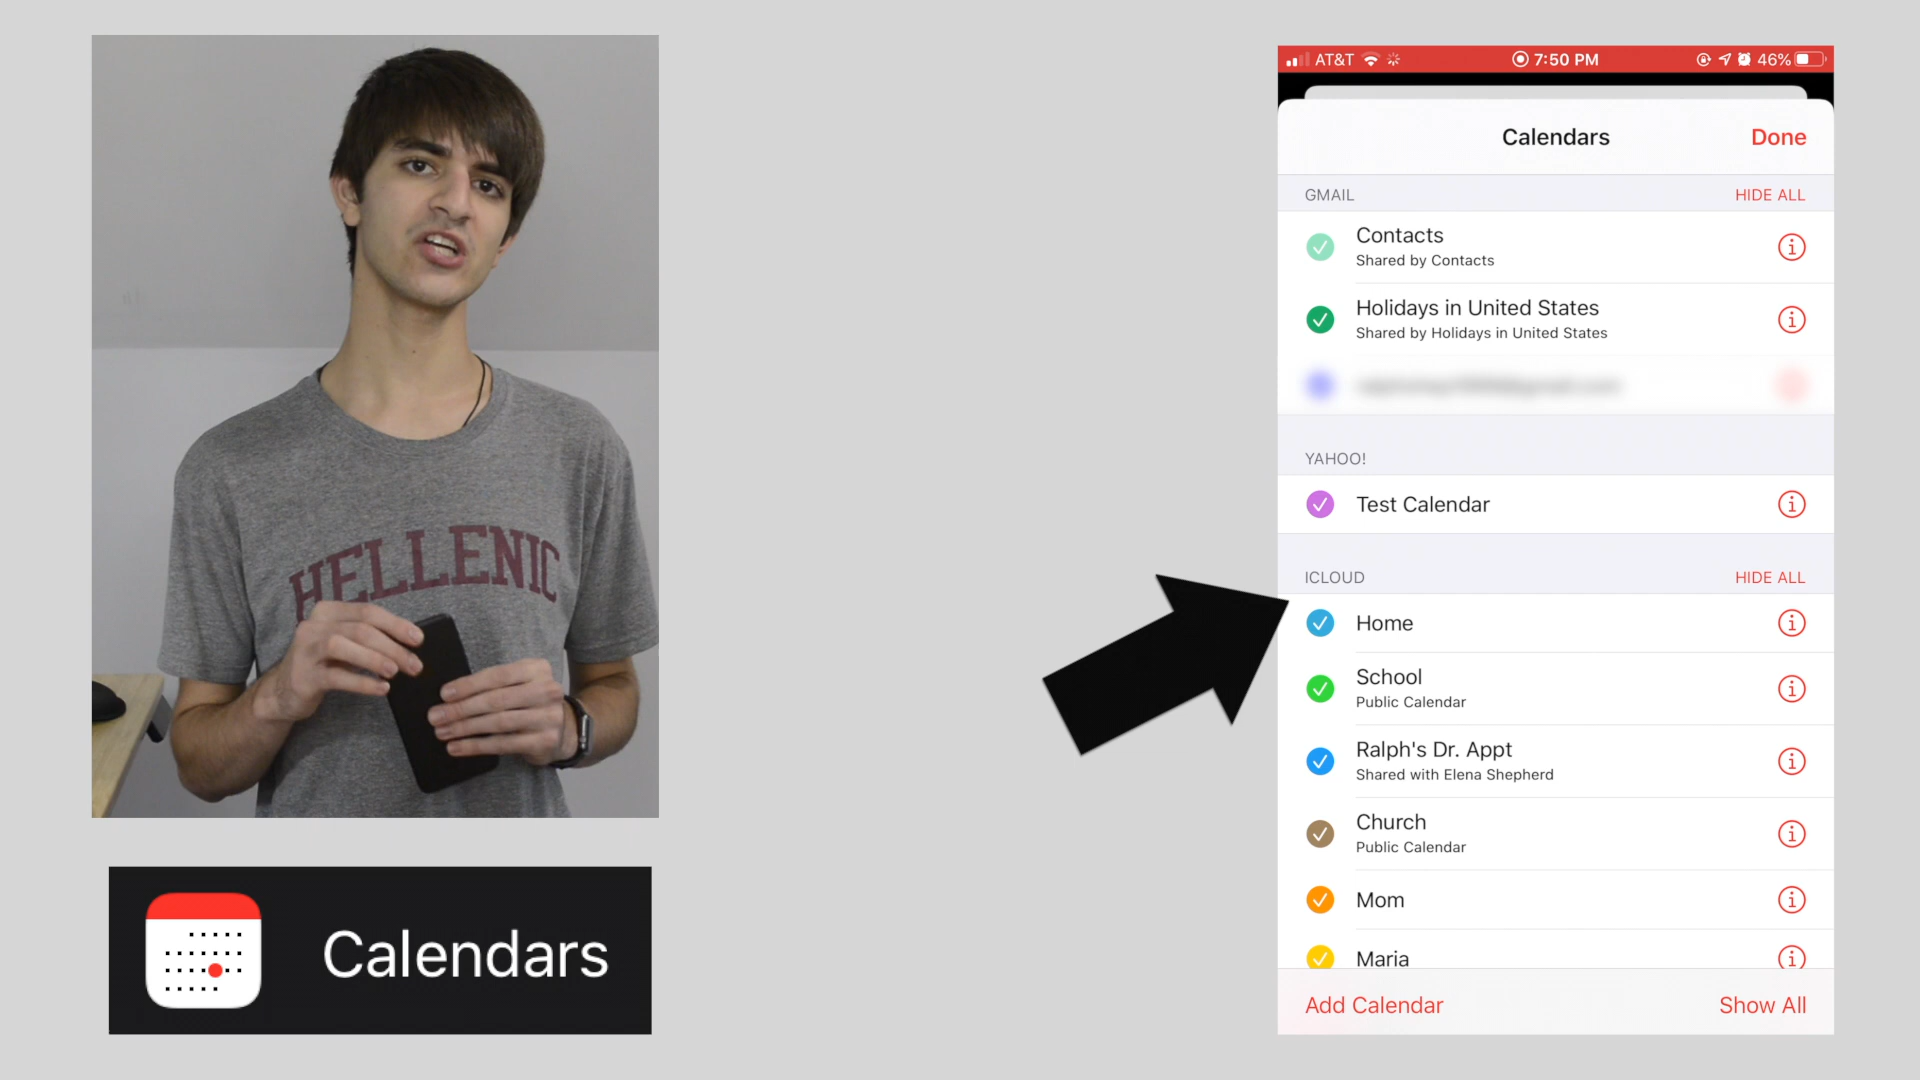 HELLENIC
Calendars
AT&T
7:50 PM
46%
Calendars
Done
GMAIL
HIDE ALL
Contacts
Shared by Contacts
Holidays in United States
Shared by Holidays in United States
YAHOO!
Test Calendar
ICLOUD
HIDE ALL
Home
School
Public Calendar
Ralph's Dr. Appt
Shared with Elena Shepherd
Church
Public Calendar
Mom
Maria
Add Calendar
Show All